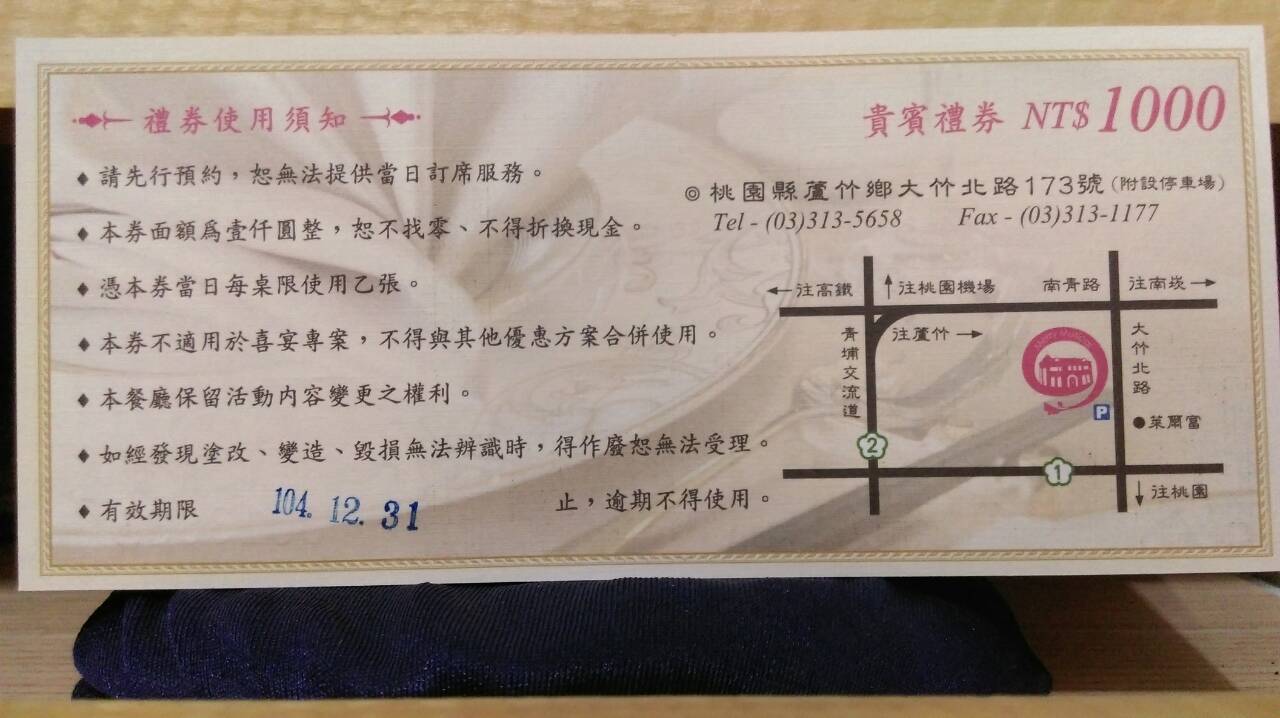 禮券使用須知
◆請先行預約，恕無法提供當日訂席服務。
◆本券面額為壹仟圓整，恕不找零、不得折換現金。
◆憑本券當日每桌限使用乙張。
◆本券不適用於喜宴專案，不得與其他優惠方案合併使用。
◆本餐廳保留活動內容變更之權利。
◆如經發現塗改、變造、毀損無法辨識時，得作廢恕無法受理。
◆有效期限 104. 12. 31 止，逾期不得使用。
貴賓禮券 NT$1000
◎桃園縣蘆竹鄉大竹北路173號(附設停車場)
Tel - (03)313-5658 Fax - (03)313-1177
←往高鐵 ↑往桃園機場 南青路 往南崁→
往蘆竹→
青埔交流道
大竹北路
P
●萊爾富
2
1
↓往桃園